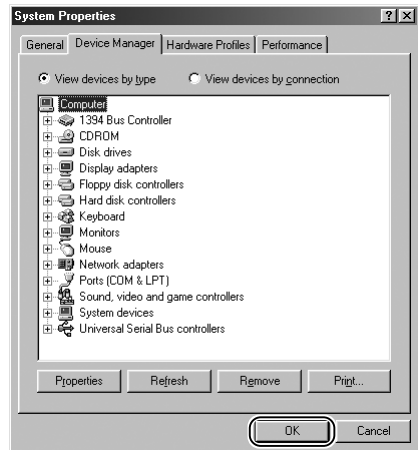 System Properties
General Device Manager Hardware Profiles Performance
View devices by type View devices by connection
Computer
1394 Bus Controller
CDROM
Disk drives
Display adapters
Floppy disk controllers
Hard disk controllers
Keyboard
Monitors
Mouse
Network adapters
Ports (COM & LPT)
Sound, video and game controllers
System devices
Universal Serial Bus controllers
Properties Refresh Remove Print...
OK Cancel